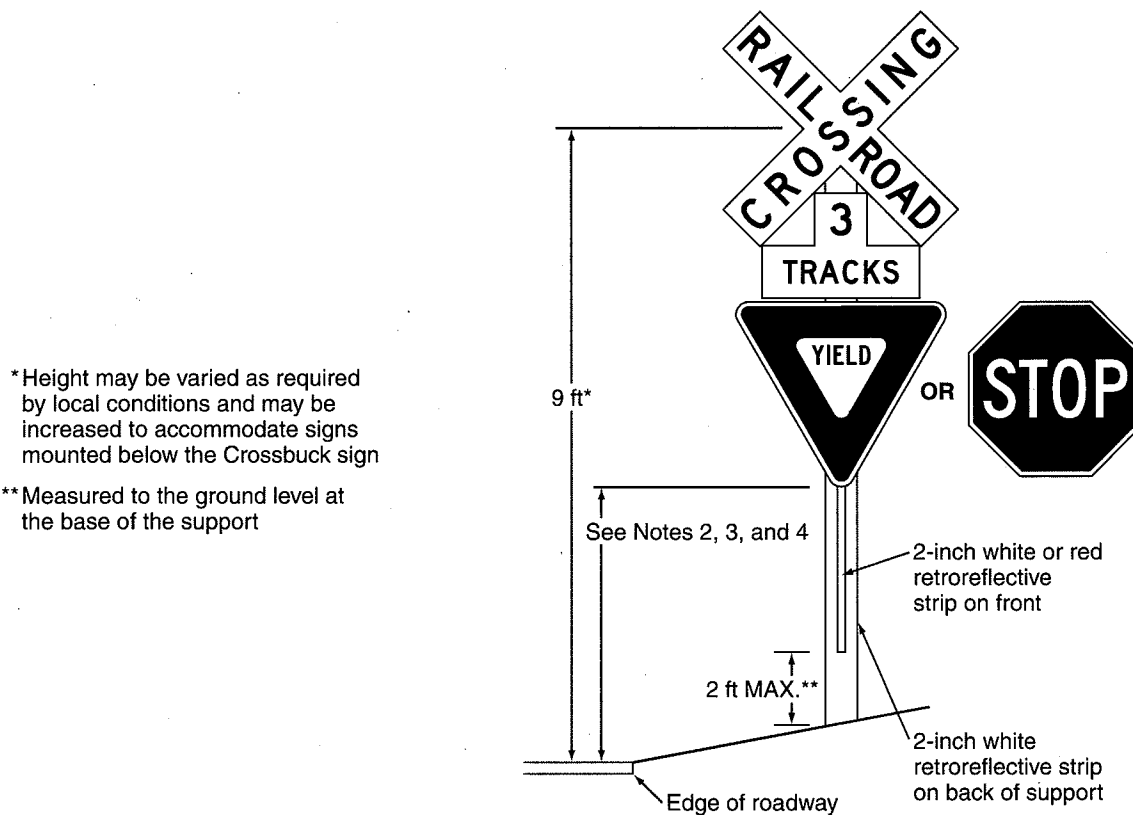 RAILROAD
CROSSING
3
TRACKS
YIELD
OR
STOP
9 ft*
*Height may be varied as required
by local conditions and may be
increased to accommodate signs
mounted below the Crossbuck sign
**Measured to the ground level at
the base of the support
See Notes 2, 3, and 4
2-inch white or red
retroreflective
strip on front
2 ft MAX.**
2-inch white
retroreflective strip
on back of support
Edge of roadway